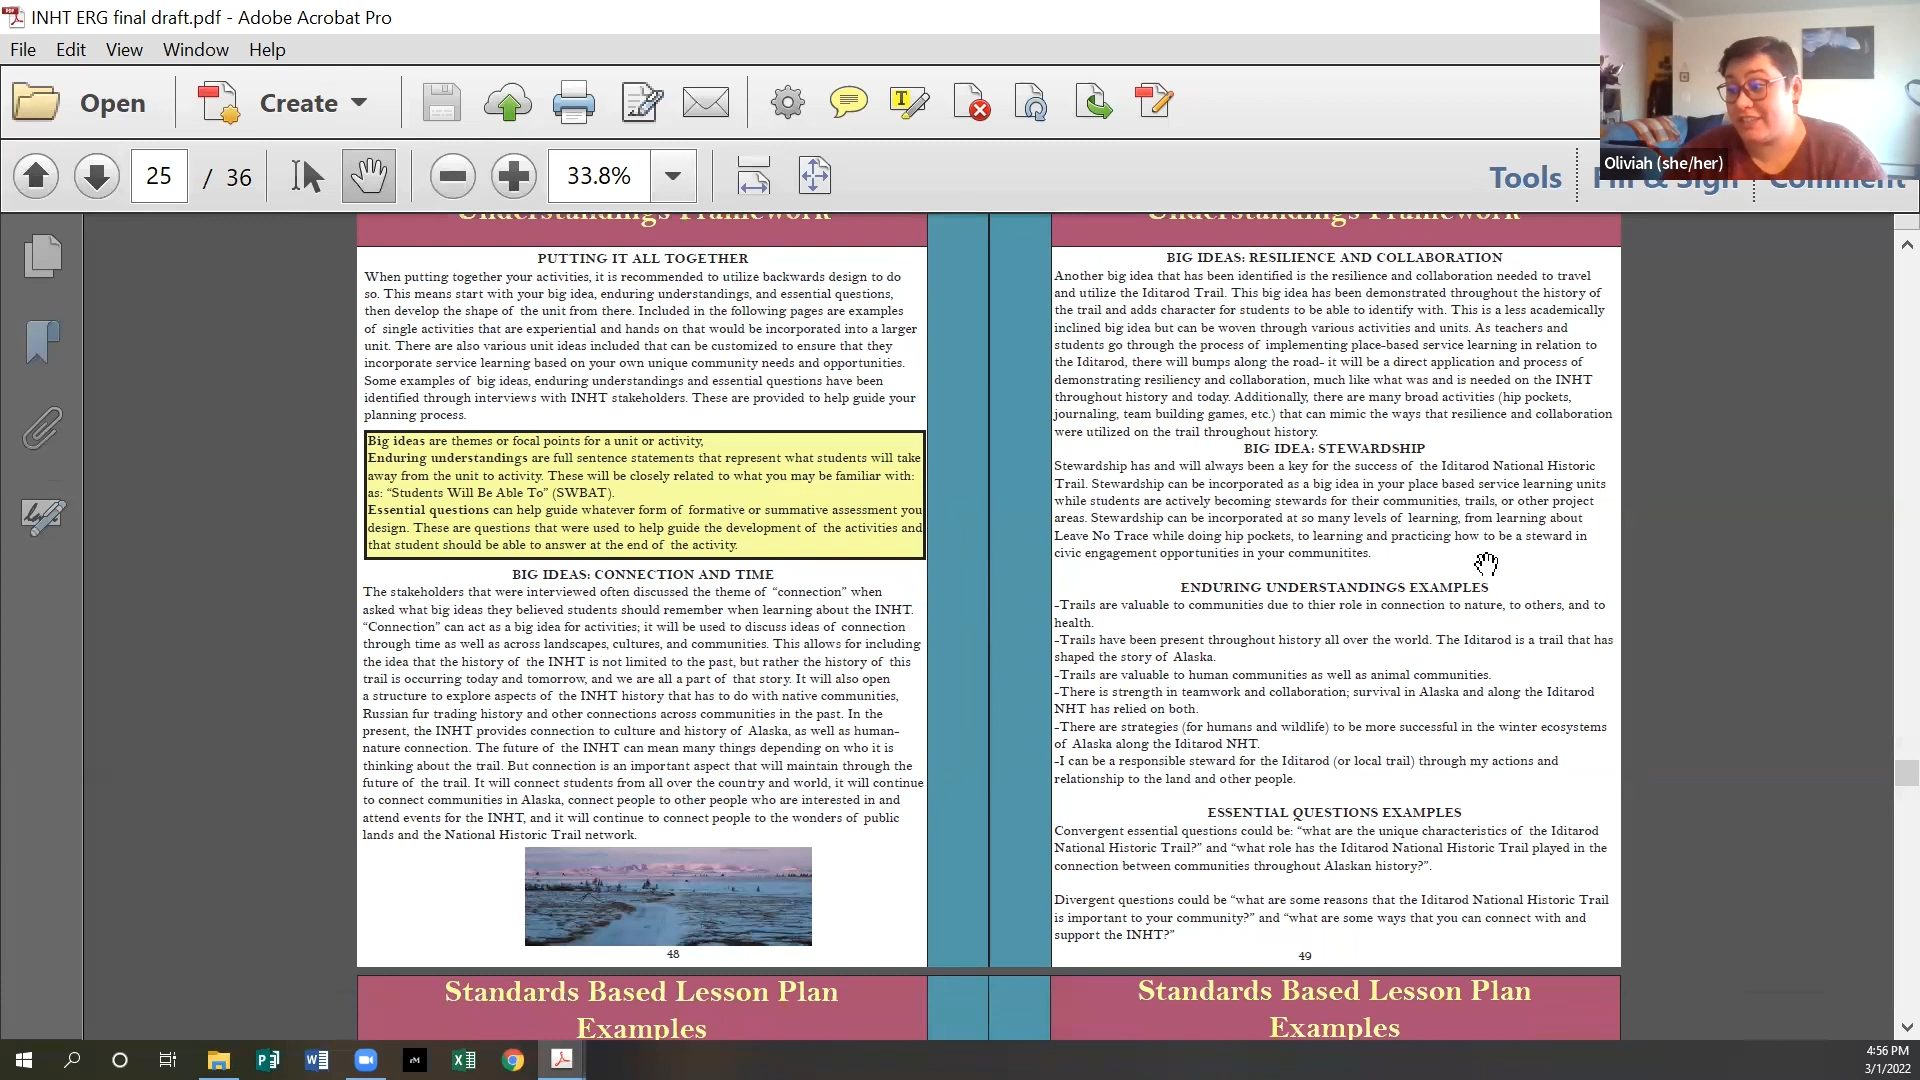 INHT ERG final draft.pdf - Adobe Acrobat Pro
File Edit View Window Help
Open Create
25 / 36 33.8% Tools Fill & Sign Comment
Oliviah (she/her)
Understandings Framework
PUTTING IT ALL TOGETHER
When putting together your activities, it is recommended to utilize backwards design to do
so. This means start with your big idea, enduring understandings, and essential questions,
then develop the shape of the unit from there. Included in the following pages are examples
of single activities that are experiential and hands on that would be incorporated into a larger
unit. There are also various unit ideas included that can be customized to ensure that they
incorporate service learning based on your own unique community needs and opportunities.
Some examples of big ideas, enduring understandings and essential questions have been
identified through interviews with INHT stakeholders. These are provided to help guide your
planning process.
Big ideas are themes or focal points for a unit or activity,
Enduring understandings are full sentence statements that represent what students will take
away from the unit to activity. These will be closely related to what you may be familiar with:
as: “Students Will Be Able To” (SWBAT).
Essential questions can help guide whatever form of formative or summative assessment you
design. These are questions that were used to help guide the development of the activities and
that student should be able to answer at the end of the activity.
BIG IDEAS: CONNECTION AND TIME
The stakeholders that were interviewed often discussed the theme of “connection” when
asked what big ideas they believed students should remember when learning about the INHT.
“Connection” can act as a big idea for activities; it will be used to discuss ideas of connection
through time as well as across landscapes, cultures, and communities. This allows for including
the idea that the history of the INHT is not limited to the past, but rather the history of this
trail is occurring today and tomorrow, and we are all a part of that story. It will also open
a structure to explore aspects of the INHT history that has to do with native communities,
Russian fur trading history and other connections across communities in the past. In the
present, the INHT provides connection to culture and history of Alaska, as well as human-
nature connection. The future of the INHT can mean many things depending on who it is
thinking about the trail. But connection is an important aspect that will maintain through the
future of the trail. It will connect students from all over the country and world, it will continue
to connect communities in Alaska, connect people to other people who are interested in and
attend events for the INHT, and it will continue to connect people to the wonders of public
lands and the National Historic Trail network.
48
Understandings Framework
BIG IDEAS: RESILIENCE AND COLLABORATION
Another big idea that has been identified is the resilience and collaboration needed to travel
and utilize the Iditarod Trail. This big idea has been demonstrated throughout the history of
the trail and adds character for students to be able to identify with. This is a less academically
inclined big idea but can be woven through various activities and units. As teachers and
students go through the process of implementing place-based service learning in relation to
the Iditarod, there will bumps along the road- it will be a direct application and process of
demonstrating resiliency and collaboration, much like what was and is needed on the INHT
throughout history and today. Additionally, there are many broad activities (hip pockets,
journaling, team building games, etc.) that can mimic the ways that resilience and collaboration
were utilized on the trail throughout history.
BIG IDEA: STEWARDSHIP
Stewardship has and will always been a key for the success of the Iditarod National Historic
Trail. Stewardship can be incorporated as a big idea in your place based service learning units
while students are actively becoming stewards for their communities, trails, or other project
areas. Stewardship can be incorporated at so many levels of learning, from learning about
Leave No Trace while doing hip pockets, to learning and practicing how to be a steward in
civic engagement opportunities in your communitites.
ENDURING UNDERSTANDINGS EXAMPLES
-Trails are valuable to communities due to thier role in connection to nature, to others, and to
health.
-Trails have been present throughout history all over the world. The Iditarod is a trail that has
shaped the story of Alaska.
-Trails are valuable to human communities as well as animal communities.
-There is strength in teamwork and collaboration; survival in Alaska and along the Iditarod
NHT has relied on both.
-There are strategies (for humans and wildlife) to be more successful in the winter ecosystems
of Alaska along the Iditarod NHT.
-I can be a responsible steward for the Iditarod (or local trail) through my actions and
relationship to the land and other people.
ESSENTIAL QUESTIONS EXAMPLES
Convergent essential questions could be: “what are the unique characteristics of the Iditarod
National Historic Trail?” and “what role has the Iditarod National Historic Trail played in the
connection between communities throughout Alaskan history?”.
Divergent questions could be “what are some reasons that the Iditarod National Historic Trail
is important to your community?” and “what are some ways that you can connect with and
support the INHT?”
49
Standards Based Lesson Plan
Examples
Standards Based Lesson Plan
Examples
4:56 PM
3/1/2022